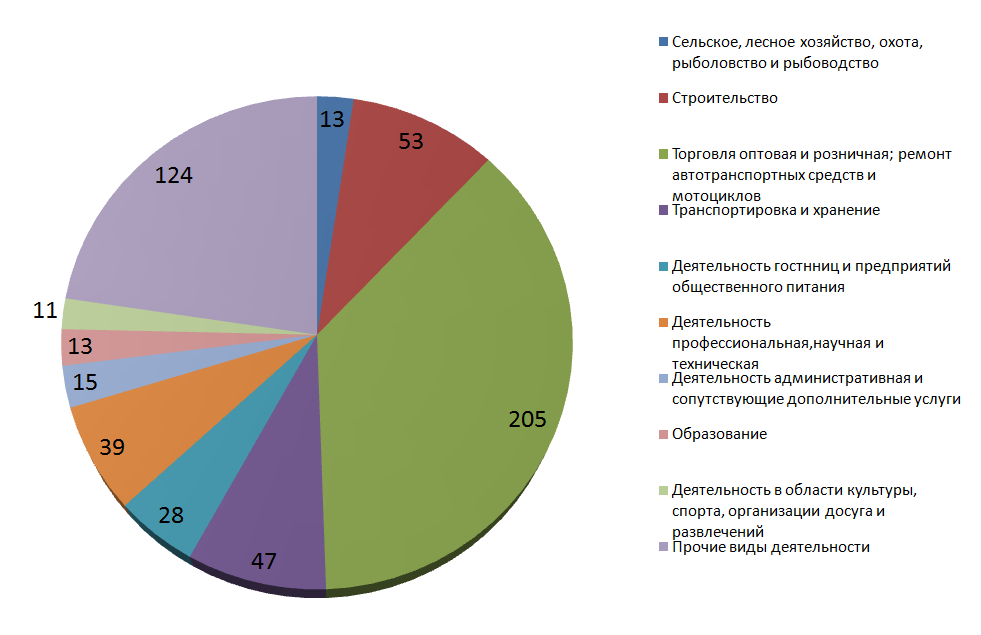 13
53
205
47
28
39
15
13
11
124
Сельское, лесное хозяйство, охота,
рыболовство и рыбоводство
Строительство
Торговля оптовая и розничная; ремонт
автотранспортных средств и
мотоциклов
Транспортировка и хранение
Деятельность гостнниц и предприятий
общественного питания
Деятельность
профессиональная,научная и
техническая
Деятельность административная и
сопутствующие дополнительные услуги
Образование
Деятельность в области культуры,
спорта, организации досуга и
развлечений
Прочие виды деятельности